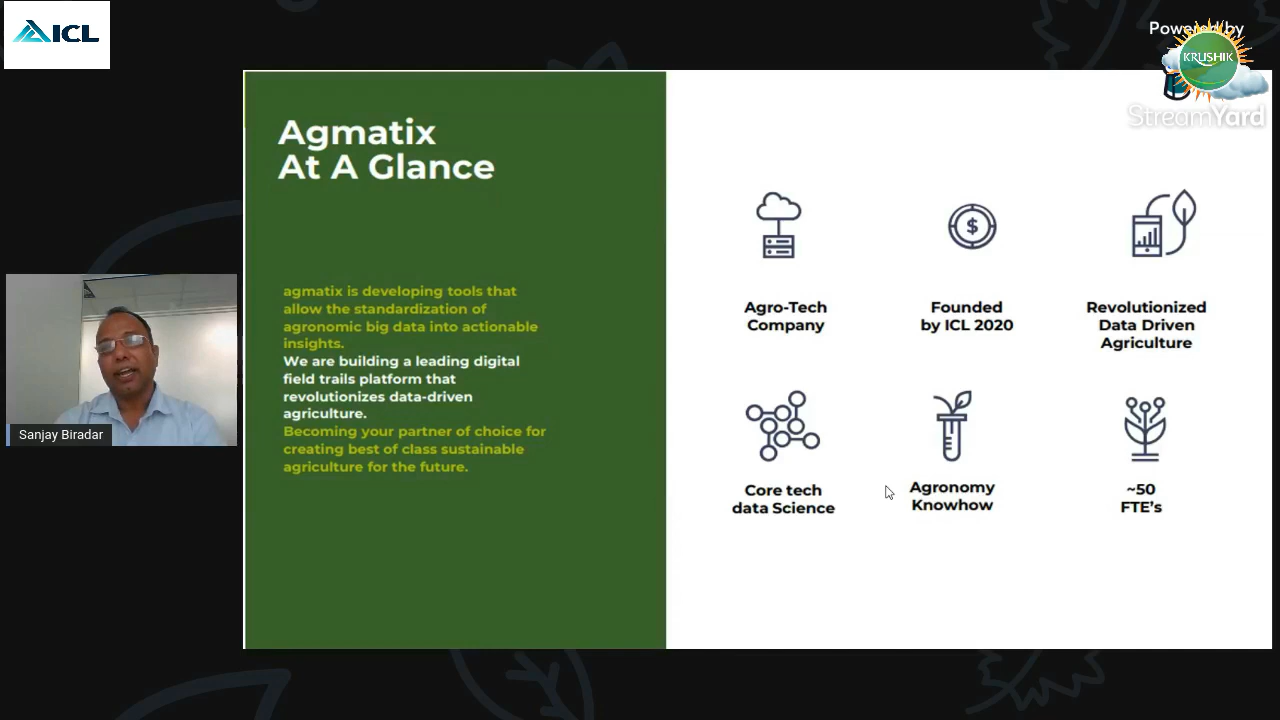 ICL
Powered by
KRUSHIK
StreamYard
Agmatix
At A Glance
agmatix is developing tools that
allow the standardization of
agronomic big data into actionable
insights.
We are building a leading digital
field trails platform that
revolutionizes data-driven
agriculture.
Becoming your partner of choice for
creating best of class sustainable
agriculture for the future.
$
Agro-Tech
Company
Founded
by ICL 2020
Revolutionized
Data Driven
Agriculture
Core tech
data Science
Agronomy
Knowhow
~50
FTE's
Sanjay Biradar